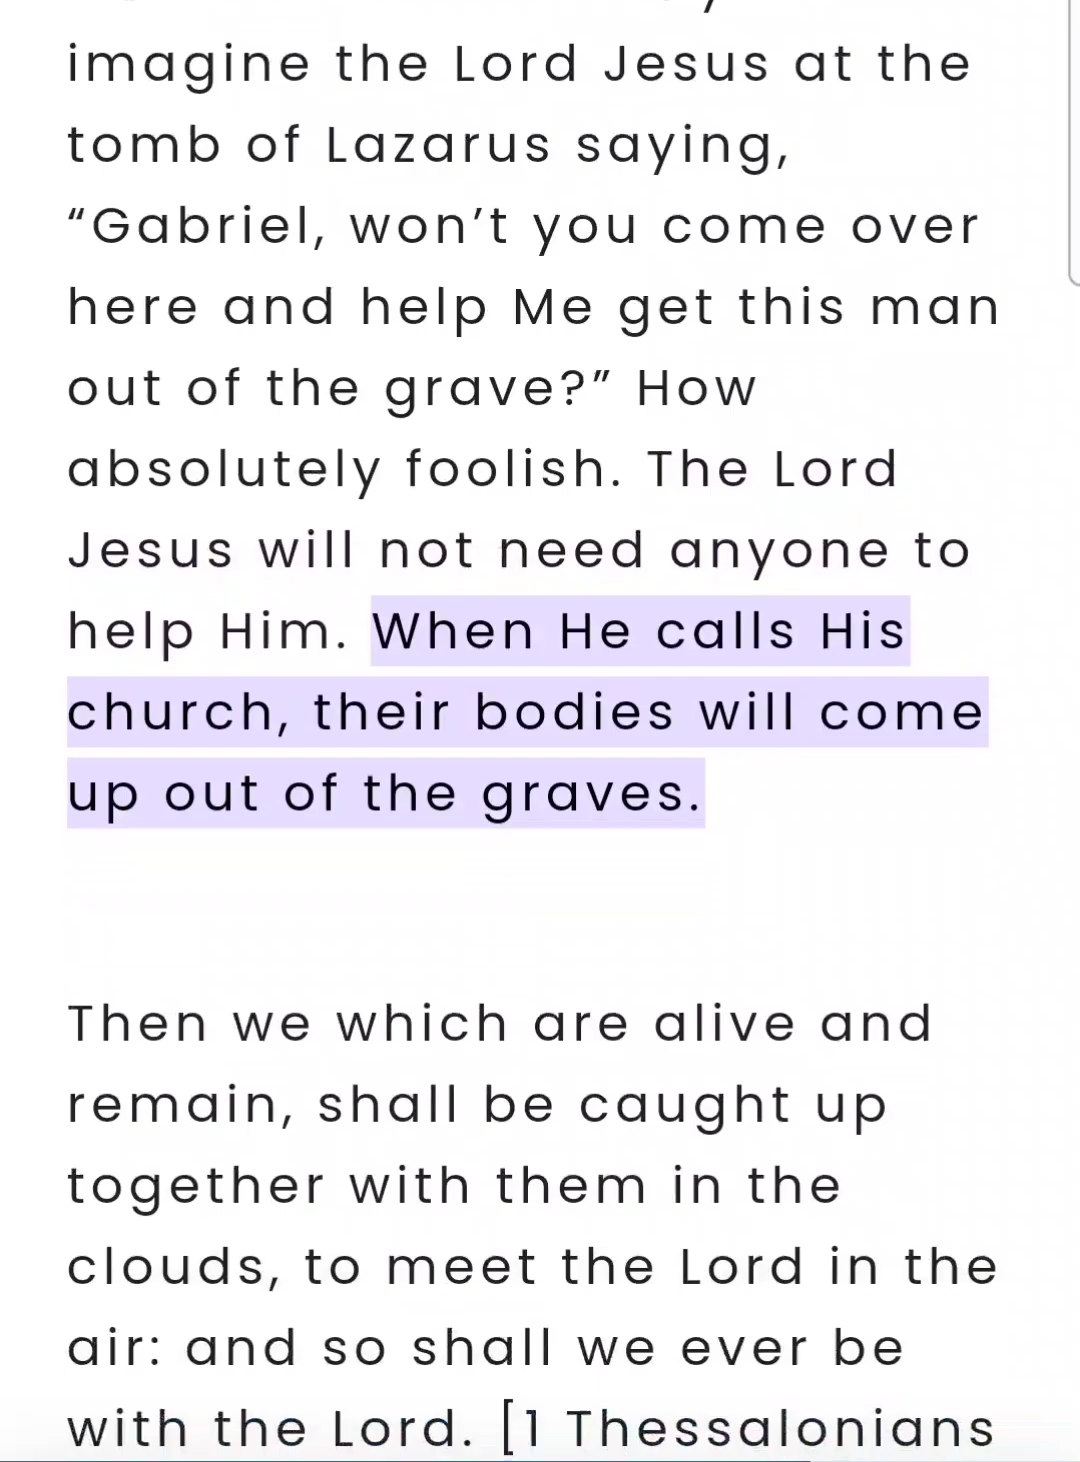 imagine the Lord Jesus at the
tomb of Lazarus saying,
“Gabriel, won’t you come over
here and help Me get this man
out of the grave?” How
absolutely foolish. The Lord
Jesus will not need anyone to
help Him. When He calls His
church, their bodies will come
up out of the graves.
Then we which are alive and
remain, shall be caught up
together with them in the
clouds, to meet the Lord in the
air: and so shall we ever be
with the Lord. [1 Thessalonians